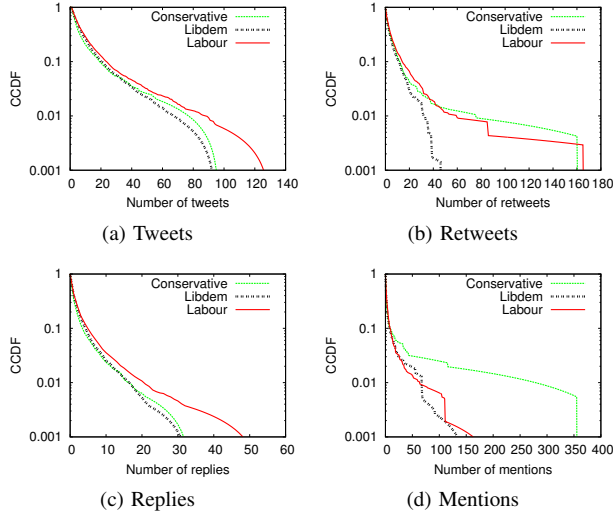 Conservative
Libdem
Labour
CCDF
1
0.1
0.01
0.001
0 20 40 60 80 100 120 140
Number of tweets
(a) Tweets
Conservative
Libdem
Labour
CCDF
1
0.1
0.01
0.001
0 20 40 60 80 100 120 140 160 180
Number of retweets
(b) Retweets
Conservative
Libdem
Labour
CCDF
1
0.1
0.01
0.001
0 10 20 30 40 50 60
Number of replies
(c) Replies
Conservative
Libdem
Labour
CCDF
1
0.1
0.01
0.001
0 50 100 150 200 250 300 350 400
Number of mentions
(d) Mentions